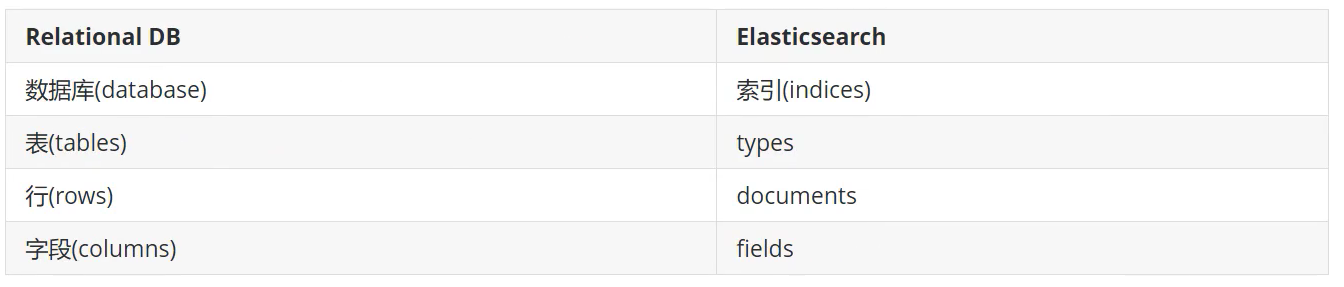 Relational DB Elasticsearch
数据库(database) 索引(indices)
表(tables) types
行(rows) documents
字段(columns) fields